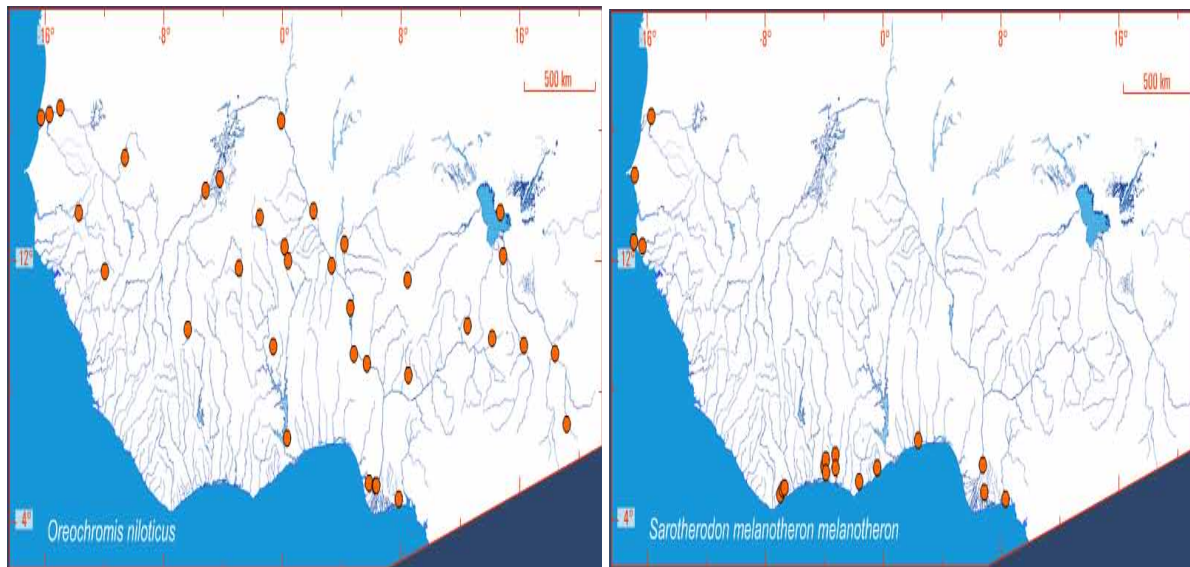 -16° -8° 0° 8° 16°
500 km
-12°
-4°
Oreochromis niloticus
-16° -8° 0° 8° 16°
500 km
-12°
-4°
Sarotherodon melanotheron melanotheron